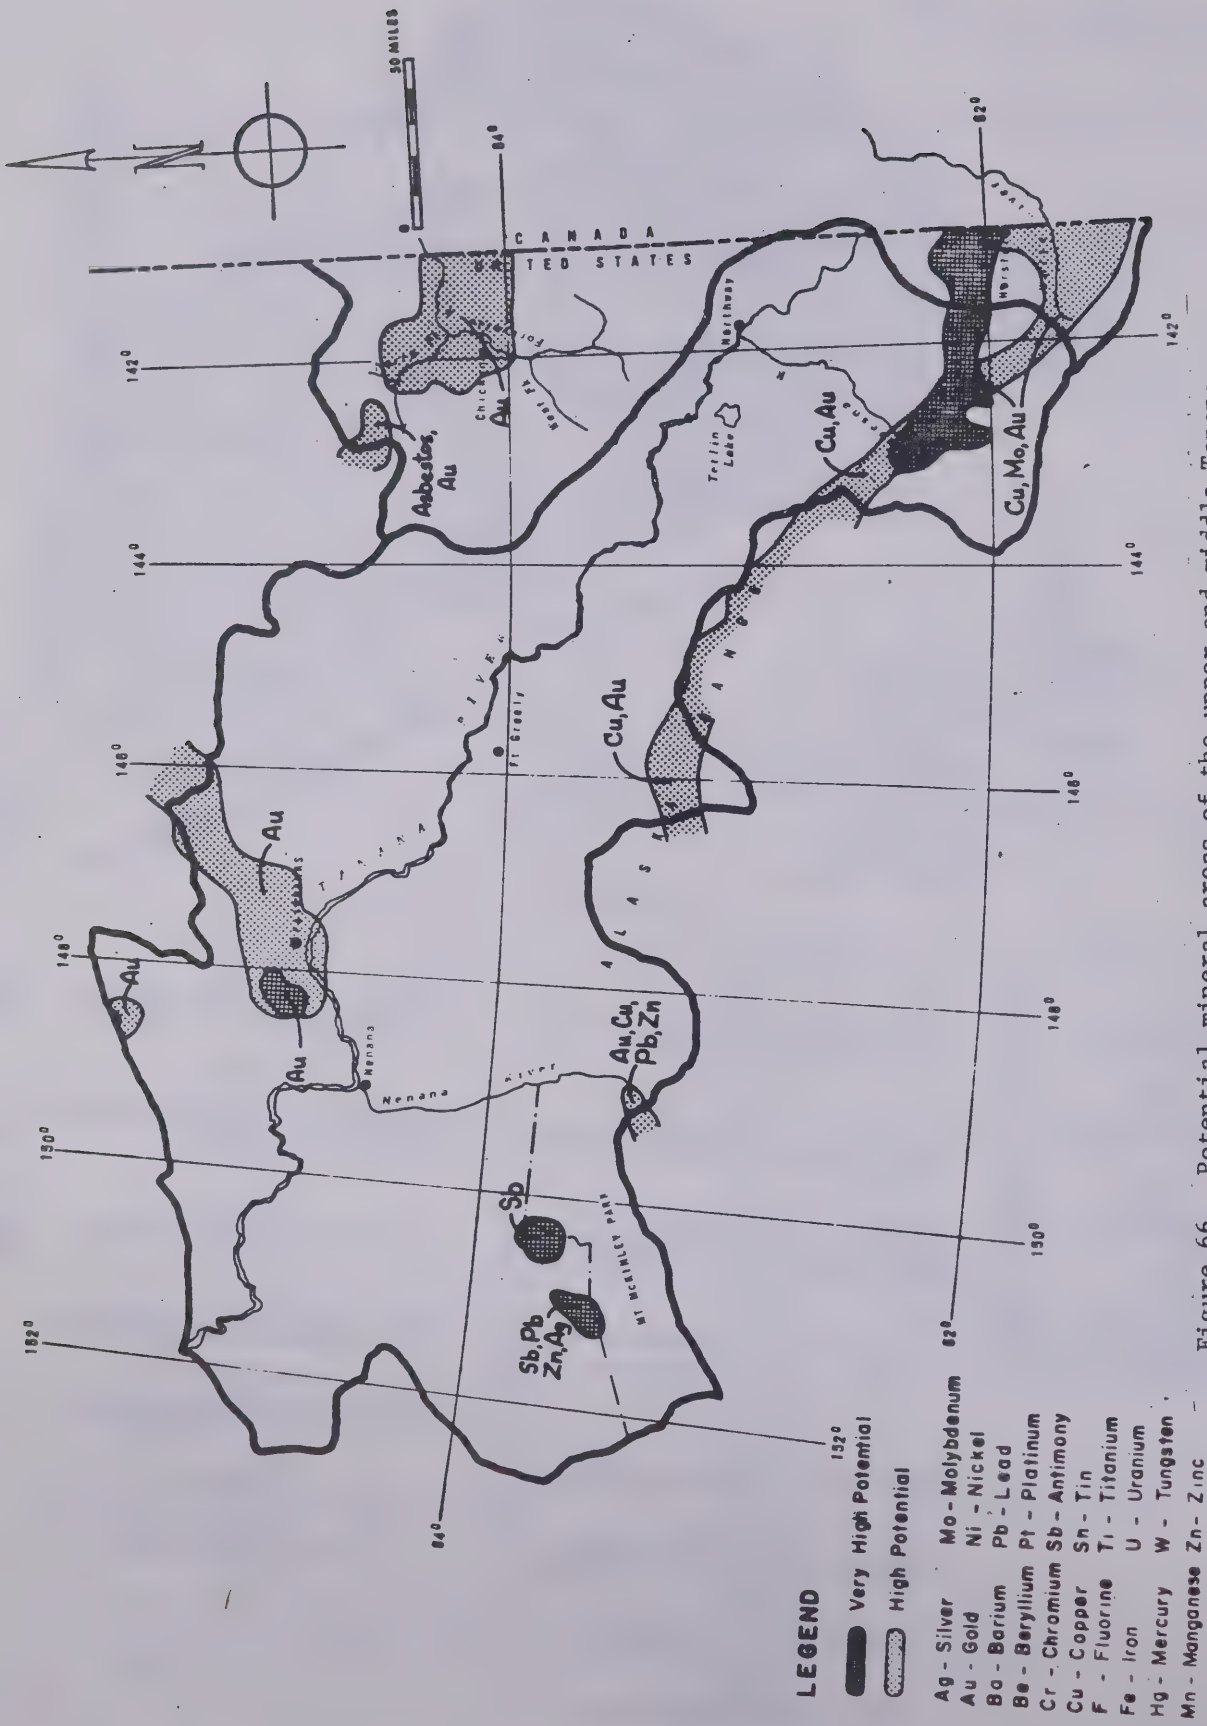 N
0 50 MILES
CANADA
UNITED STATES
142°
144°
146°
148°
150°
152°
64°
64°
62°
62°
142°
144°
146°
148°
150°
152°
Au
Au
Au
Asbestos,
Au
Au
West Fk
Northway
Tetlin
Lake
Ft Greely
RIVER
Nenana
Nenana River
Cu,Au
Cu,Au
Cu,Mo,Au
ALASKA
Au,Cu,
Pb,Zn
Sb
Sb,Pb
Zn,Ag
MT McKINLEY PARK
LEGEND
Very High Potential
High Potential
Ag - Silver Mo - Molybdenum
Au - Gold Ni - Nickel
Ba - Barium Pb - Lead
Be - Beryllium Pt - Platinum
Cr - Chromium Sb - Antimony
Cu - Copper Sn - Tin
F - Fluorine Ti - Titanium
Fe - Iron U - Uranium
Hg - Mercury W - Tungsten
Mn - Manganese Zn - Zinc
Figure 66 Potential mineral areas of the upper and middle